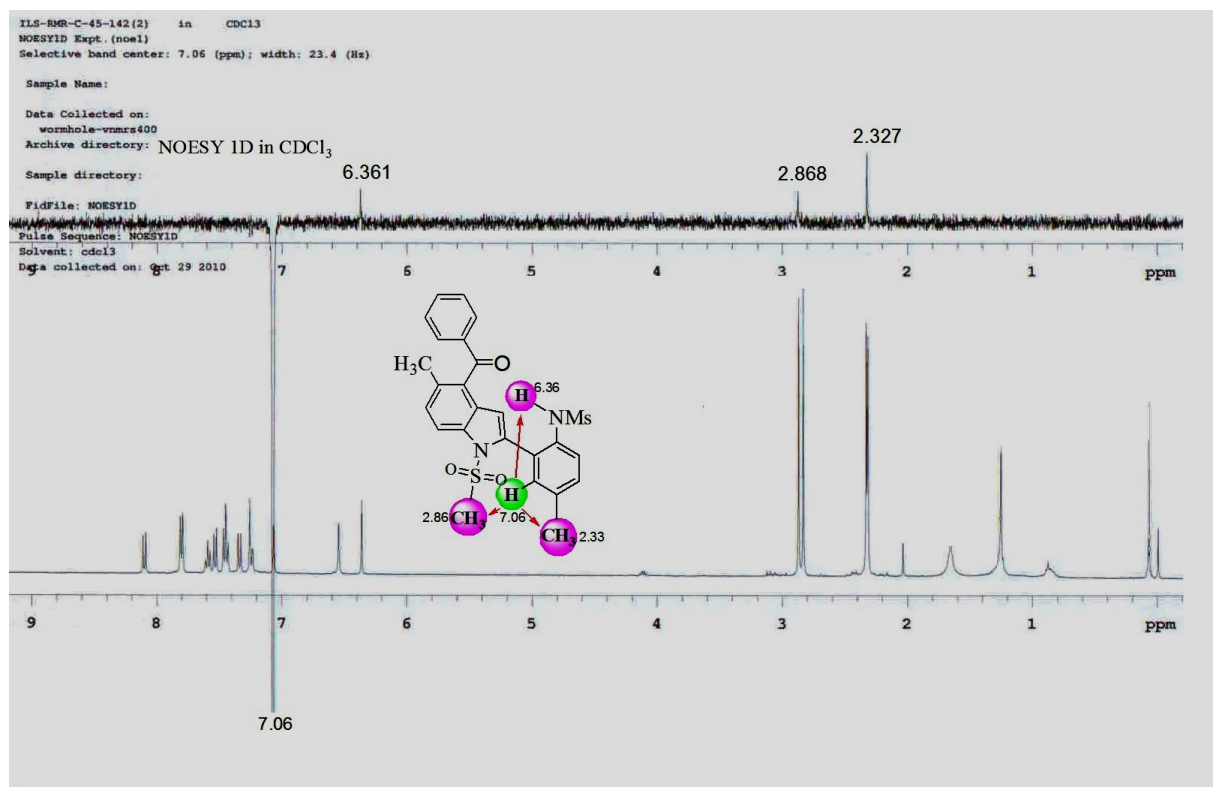 ILS-RMR-C-45-142(2) in CDCl3
NOESY1D Expt.(noe1)
Selective band center: 7.06 (ppm); width: 23.4 (Hz)
Sample Name:
Data Collected on:
wormhole-vnmrs400
Archive directory: NOESY 1D in CDCl3
Sample directory:
FidFile: NOESY1D
Pulse Sequence: NOESY1D
Solvent: cdcl3
Data collected on: Oct 29 2010
6.361
2.868
2.327
9 8 7 6 5 4 3 2 1 ppm
H3C
O
H 6.36
NMs
N
O=S=O
H
2.86 CH3
7.06
CH3 2.33
9 8 7 6 5 4 3 2 1 ppm
7.06